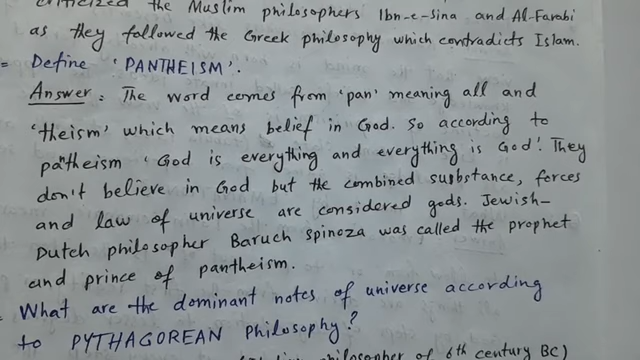 criticized the Muslim philosophers Ibn-e-Sina and Al-Farabi
as they followed the Greek philosophy which contradicts Islam.
= Define 'PANTHEISM'.
Answer: The word comes from 'pan' meaning all and
'theism' which means belief in God. So according to
pantheism 'God is everything and everything is God'. They
don't believe in God but the combined substance, forces
and law of universe are considered gods. Jewish-
Dutch philosopher Baruch Spinoza was called the prophet
and prince of pantheism.
What are the dominant notes of universe according
to PYTHAGOREAN Philosophy?
philosopher of 6th century BC)